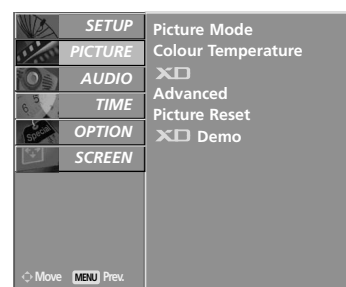 SETUP
PICTURE
AUDIO
TIME
OPTION
SCREEN
Move MENU Prev.
Picture Mode
Colour Temperature
XD
Advanced
Picture Reset
XD Demo
Special